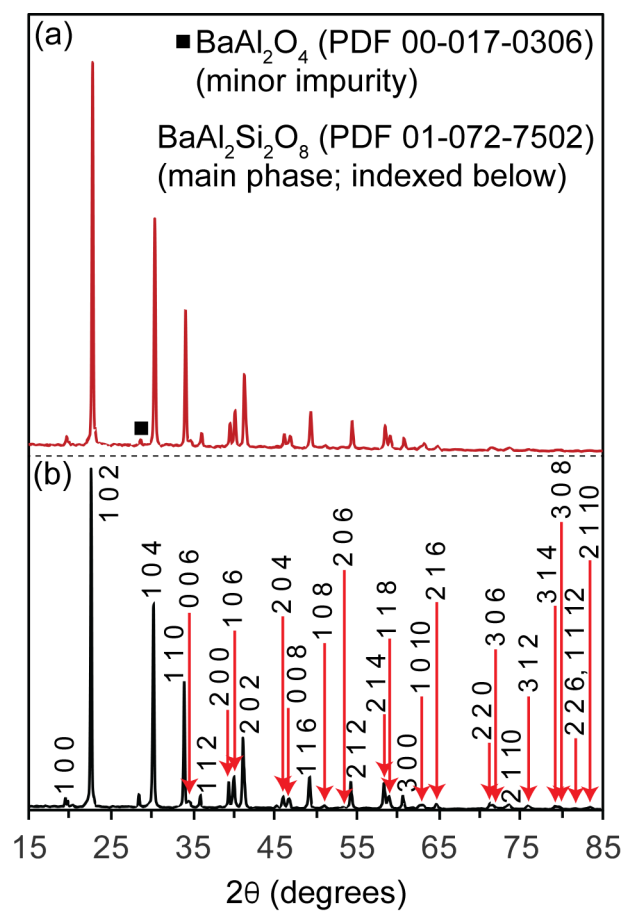 (a)
■ BaAl₂O₄ (PDF 00-017-0306)
(minor impurity)
BaAl₂Si₂O₈ (PDF 01-072-7502)
(main phase; indexed below)
(b)
1 0 0
1 0 2
1 0 4
1 1 0
0 0 6
1 1 2
2 0 0
1 0 6
2 0 2
2 0 4
0 0 8
1 1 6
1 0 8
2 0 6
2 1 2
2 1 4
1 1 8
3 0 0
1 0 10
2 1 6
2 2 0
3 0 6
2 1 10
3 1 2
3 1 4
3 0 8
2 2 6, 1 1 12
2 1 10
15 25 35 45 55 65 75 85
2θ (degrees)